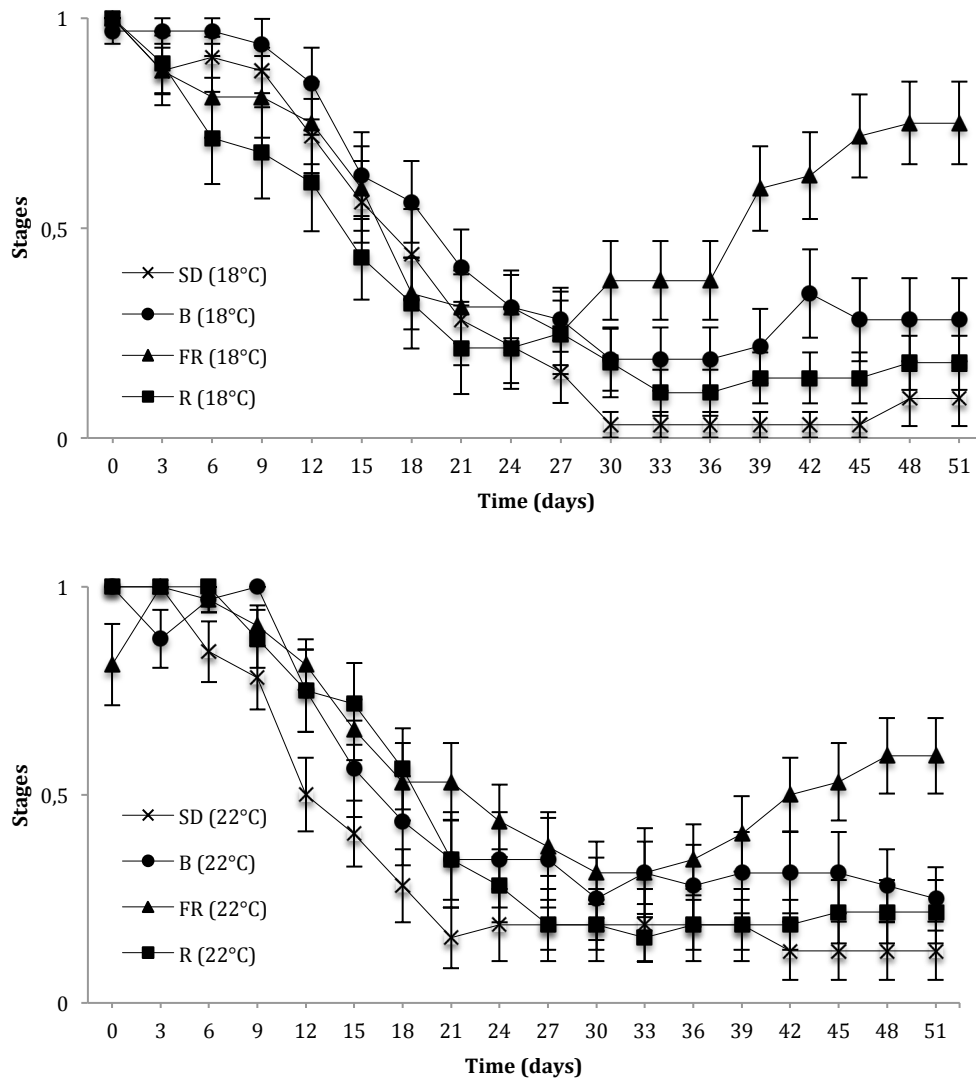 1
0,5
0
Stages
SD (18°C)
B (18°C)
FR (18°C)
R (18°C)
0 3 6 9 12 15 18 21 24 27 30 33 36 39 42 45 48 51
Time (days)
1
0,5
0
Stages
SD (22°C)
B (22°C)
FR (22°C)
R (22°C)
0 3 6 9 12 15 18 21 24 27 30 33 36 39 42 45 48 51
Time (days)